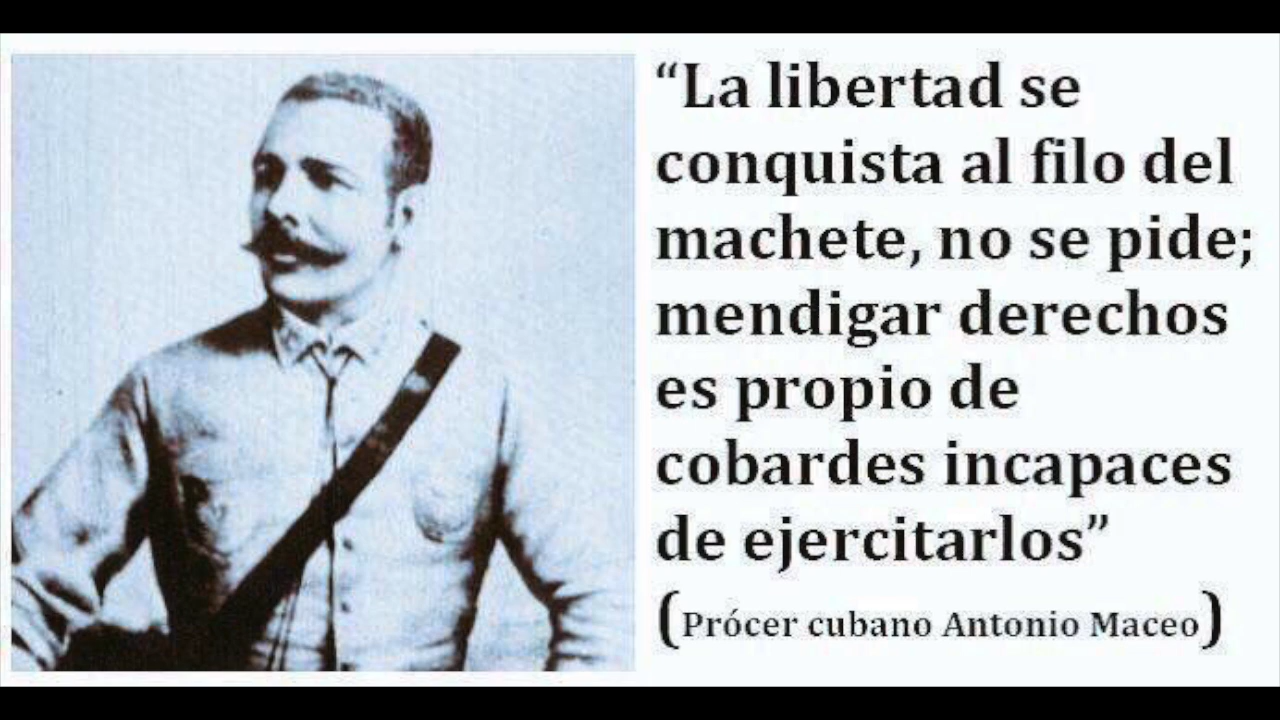 “La libertad se
conquista al filo del
machete, no se pide;
mendigar derechos
es propio de
cobardes incapaces
de ejercitarlos”
(Prócer cubano Antonio Maceo)